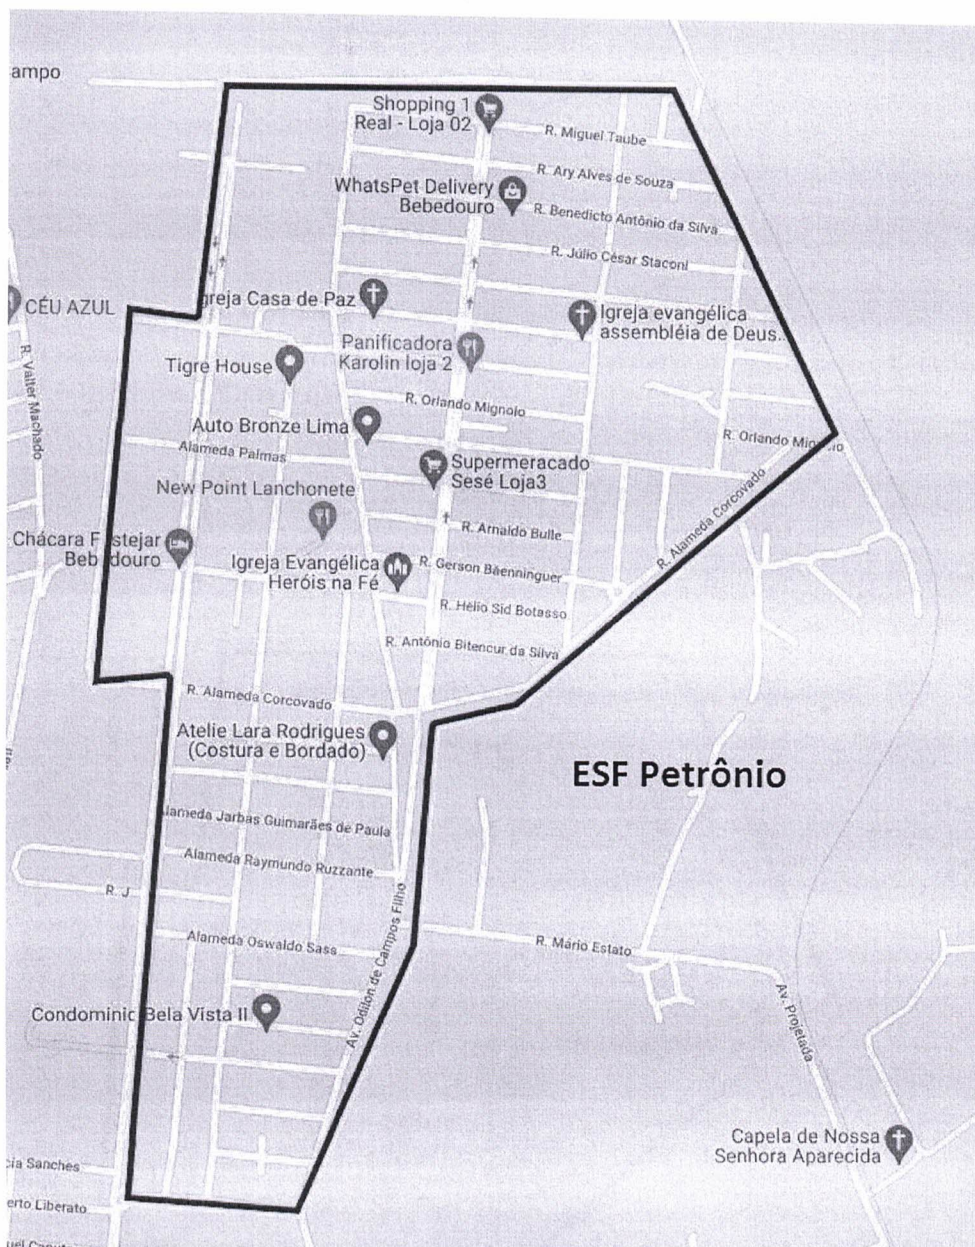 ampo
Shopping 1
Real - Loja 02
R. Miguel Taube
R. Ary Alves de Souza
WhatsPet Delivery
Bebedouro
R. Benedicto Antônio da Silva
R. Júlio César Staconi
CÉU AZUL
greja Casa de Paz
Igreja evangélica
assembléia de Deus..
Panificadora
Karolin loja 2
Tigre House
R. Valter Machado
R. Orlando Mignolo
Auto Bronze Lima
R. Orlando Mig
Alameda Palmas
Supermeracado
Sesé Loja3
R. Alameda Corcovado
New Point Lanchonete
R. Arnaldo Bulle
Chácara F stejar
Beb douro
Igreja Evangélica
Heróis na Fé
R. Gerson Bäenninguer
R. Hélio Sid Botasso
R. Antônio Bitencur da Silva
R. Alameda Corcovado
Atelie Lara Rodrigues
(Costura e Bordado)
ESF Petrônio
lameda Jarbas Guimarães de Paula
Alameda Raymundo Ruzzante
R. J
Av. Odilon de Campos Filho
Alameda Oswaldo Sass
R. Mário Estato
Condominic Bela Vista II
Av. Projetada
Capela de Nossa
Senhora Aparecida
cia Sanches
erto Liberato